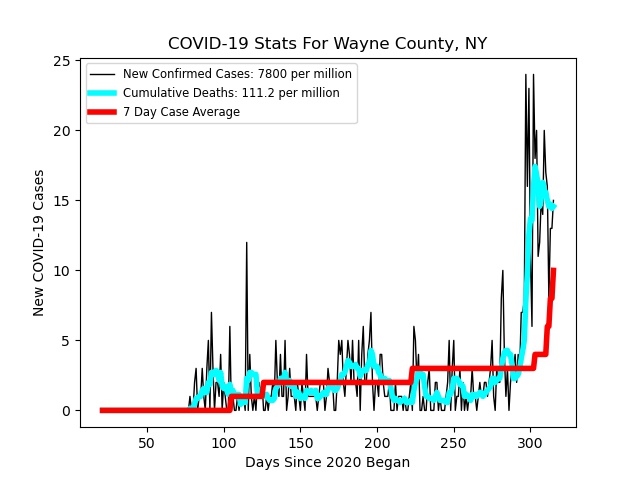 COVID-19 Stats For Wayne County, NY
New Confirmed Cases: 7800 per million
Cumulative Deaths: 111.2 per million
7 Day Case Average
25
20
15
10
5
0
New COVID-19 Cases
50
100
150
200
250
300
Days Since 2020 Began